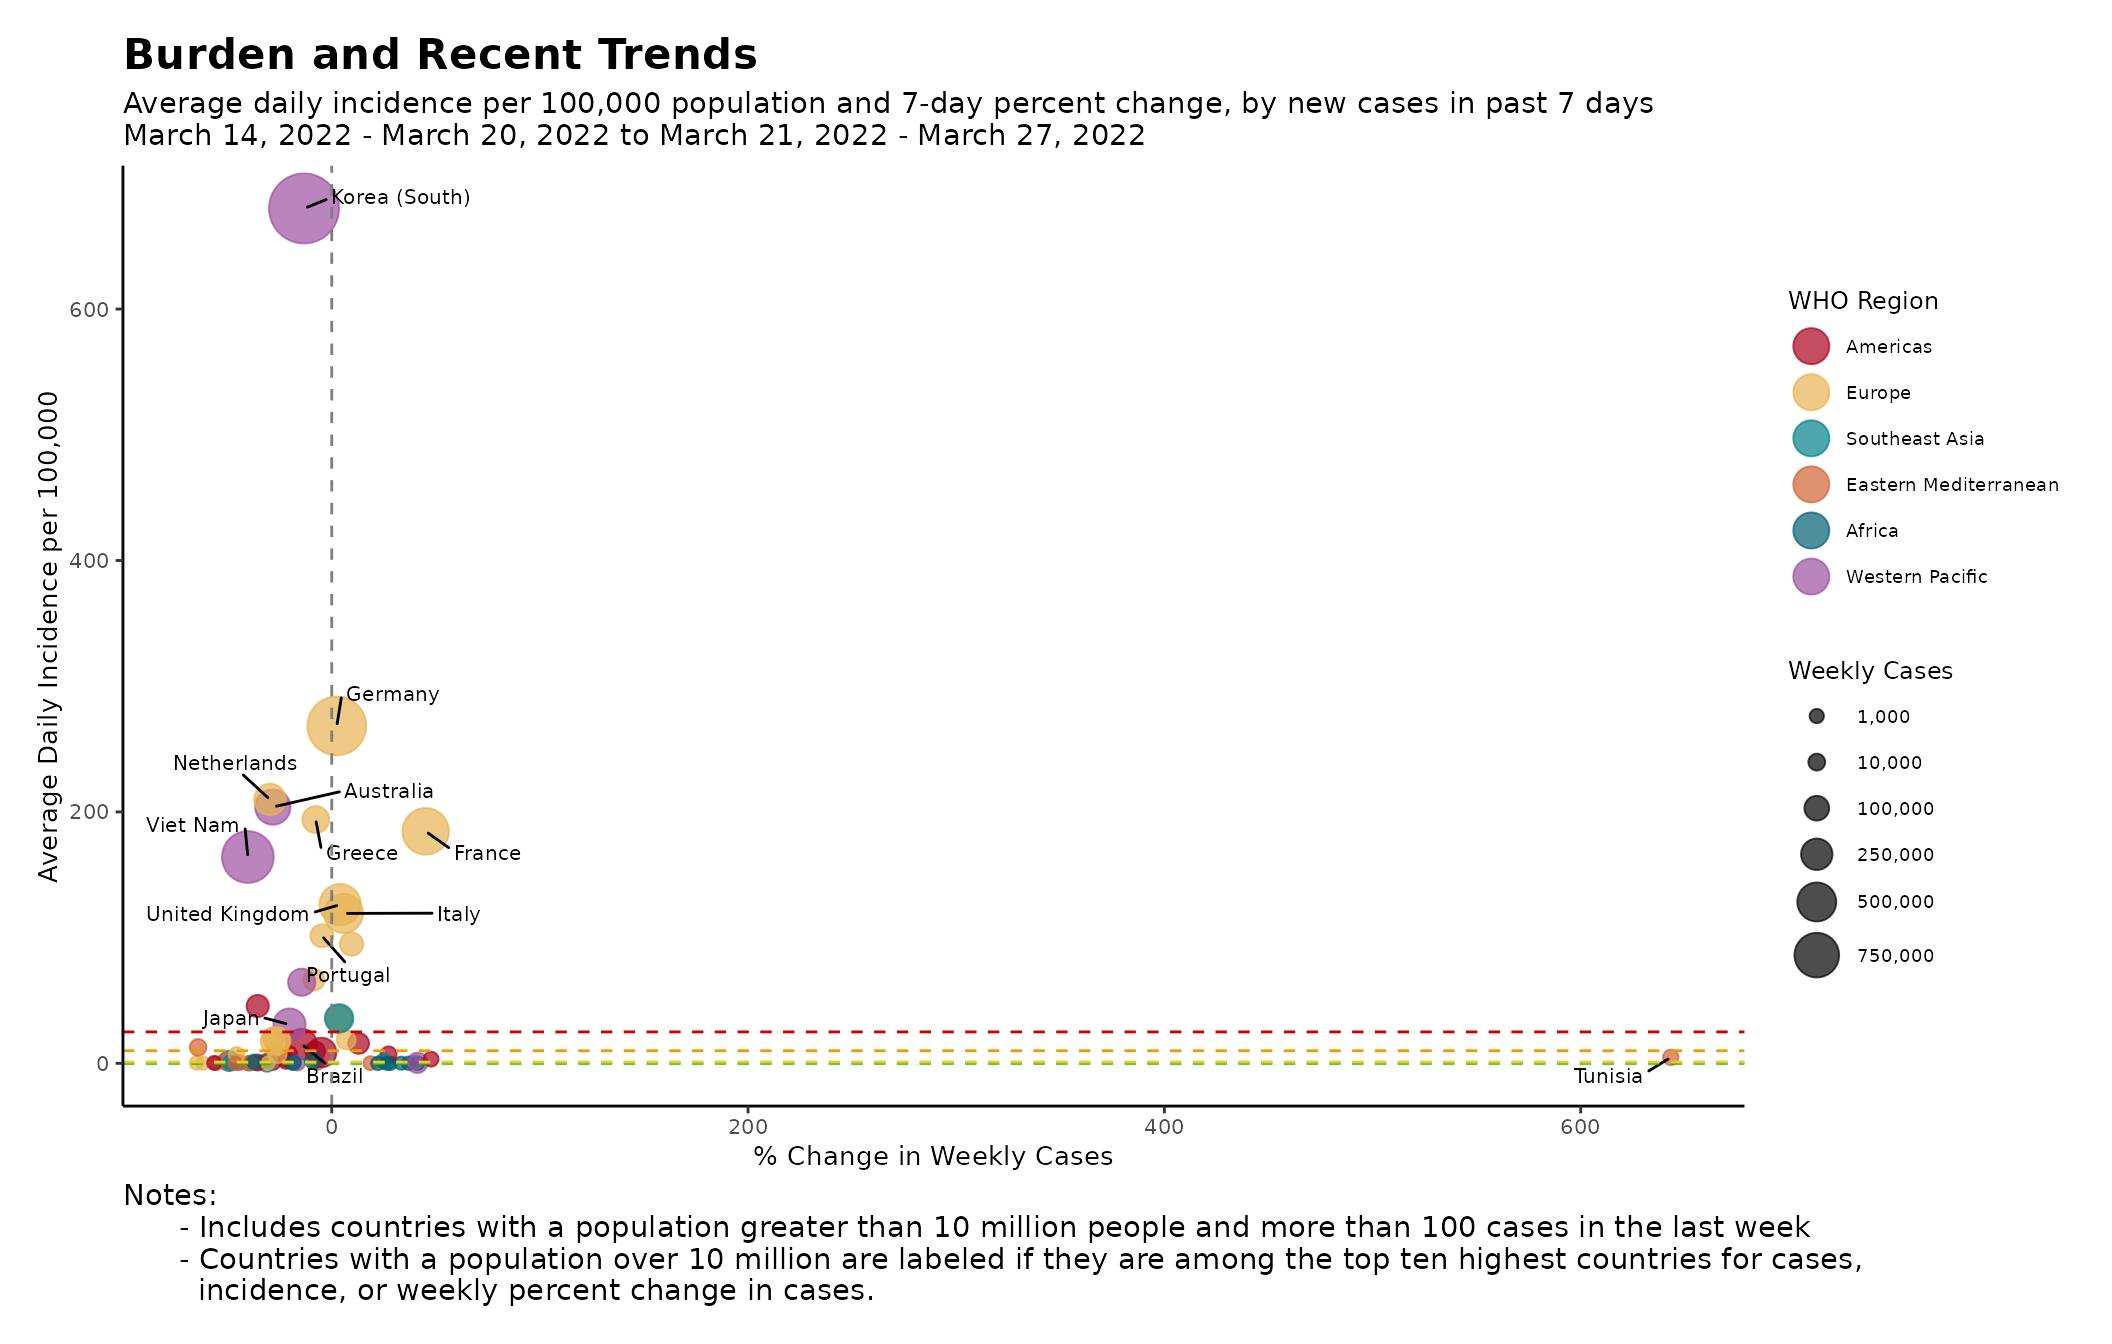 Burden and Recent Trends
Average daily incidence per 100,000 population and 7-day percent change, by new cases in past 7 days
March 14, 2022 - March 20, 2022 to March 21, 2022 - March 27, 2022
Average Daily Incidence per 100,000
600
400
200
0
Korea (South)
Germany
Netherlands
Australia
Viet Nam
Greece
France
United Kingdom
Italy
Portugal
Japan
Brazil
Tunisia
0
200
400
600
% Change in Weekly Cases
WHO Region
Americas
Europe
Southeast Asia
Eastern Mediterranean
Africa
Western Pacific
Weekly Cases
1,000
10,000
100,000
250,000
500,000
750,000
Notes:
- Includes countries with a population greater than 10 million people and more than 100 cases in the last week
- Countries with a population over 10 million are labeled if they are among the top ten highest countries for cases,
incidence, or weekly percent change in cases.